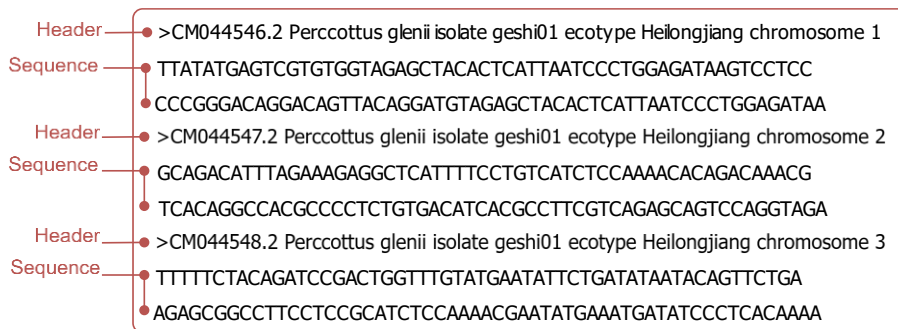 Header >CM044546.2 Perccottus glenii isolate geshi01 ecotype Heilongjiang chromosome 1
Sequence TTATATGAGTCGTGTGGTAGAGCTACACTCATTAATCCCTGGAGATAAGTCCTCC
CCCGGGACAGGACAGTTACAGGATGTAGAGCTACACTCATTAATCCCTGGAGATAA
Header >CM044547.2 Perccottus glenii isolate geshi01 ecotype Heilongjiang chromosome 2
Sequence GCAGACATTTAGAAAGAGGCTCATTTTCCTGTCATCTCCAAAACACAGACAAACG
TCACAGGCCACGCCCCTCTGTGACATCACGCCTTCGTCAGAGCAGTCCAGGTAGA
Header >CM044548.2 Perccottus glenii isolate geshi01 ecotype Heilongjiang chromosome 3
Sequence TTTTTCTACAGATCCGACTGGTTTGTATGAATATTCTGATATAATACAGTTCTGA
AGAGCGGCCTTCCTCCGCATCTCCAAAACGAATATGAAATGATATCCCTCACAAAA